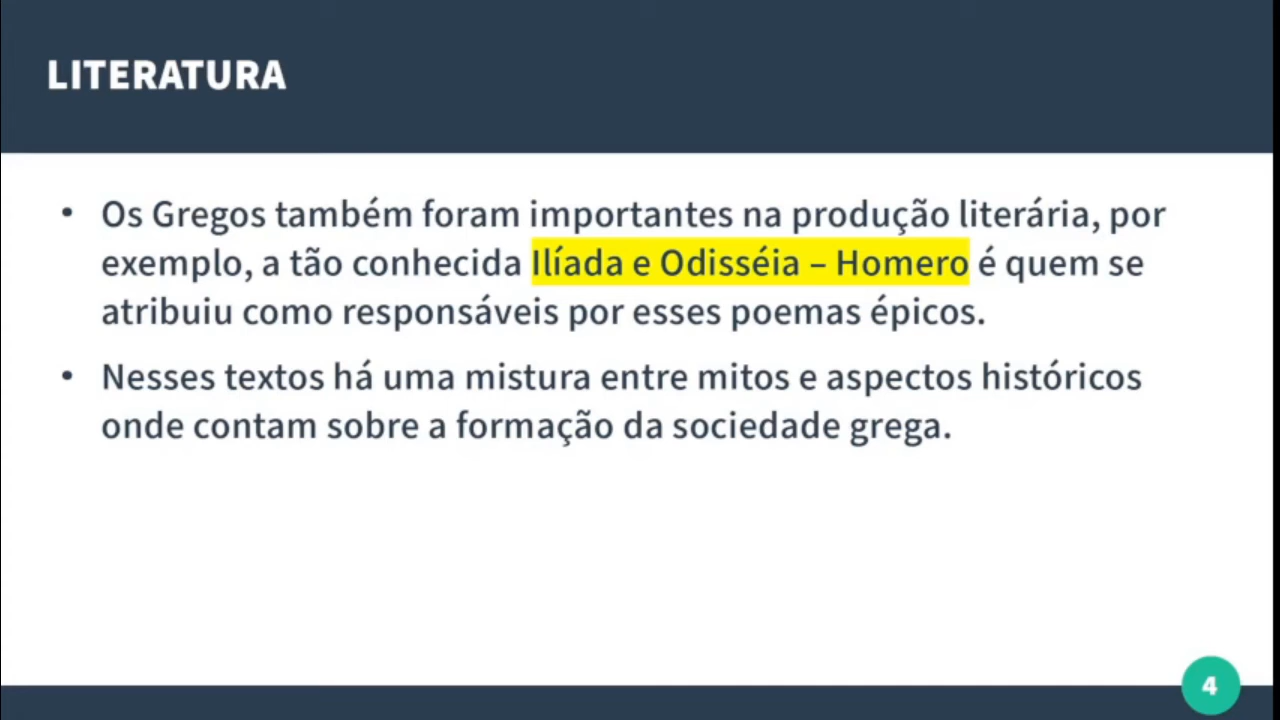 LITERATURA
• Os Gregos também foram importantes na produção literária, por
exemplo, a tão conhecida Ilíada e Odisséia – Homero é quem se
atribuiu como responsáveis por esses poemas épicos.
• Nesses textos há uma mistura entre mitos e aspectos históricos
onde contam sobre a formação da sociedade grega.
4